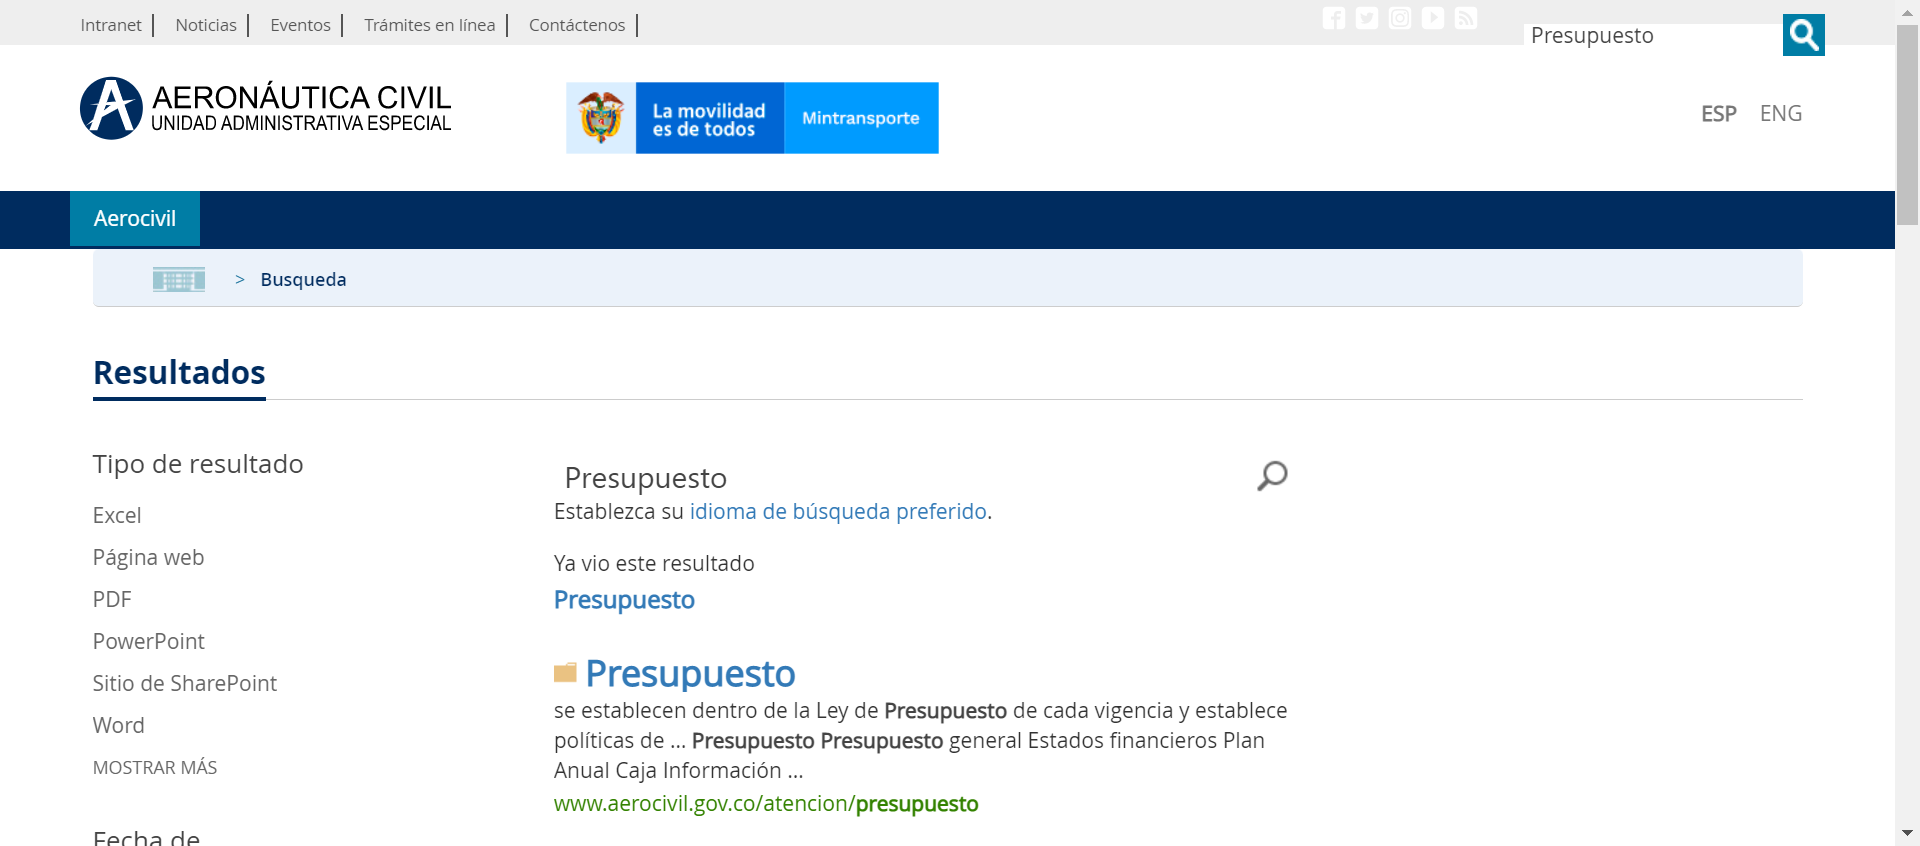 Intranet Noticias Eventos Trámites en línea Contáctenos
Presupuesto
AERONÁUTICA CIVIL
UNIDAD ADMINISTRATIVA ESPECIAL
La movilidad
es de todos
Mintransporte
ESP ENG
Aerocivil
> Busqueda
Resultados
Tipo de resultado
Excel
Página web
PDF
PowerPoint
Sitio de SharePoint
Word
MOSTRAR MÁS
Fecha de
Presupuesto
Establezca su idioma de búsqueda preferido.
Ya vio este resultado
Presupuesto
Presupuesto
se establecen dentro de la Ley de Presupuesto de cada vigencia y establece
políticas de ... Presupuesto Presupuesto general Estados financieros Plan
Anual Caja Información ...
www.aerocivil.gov.co/atencion/presupuesto